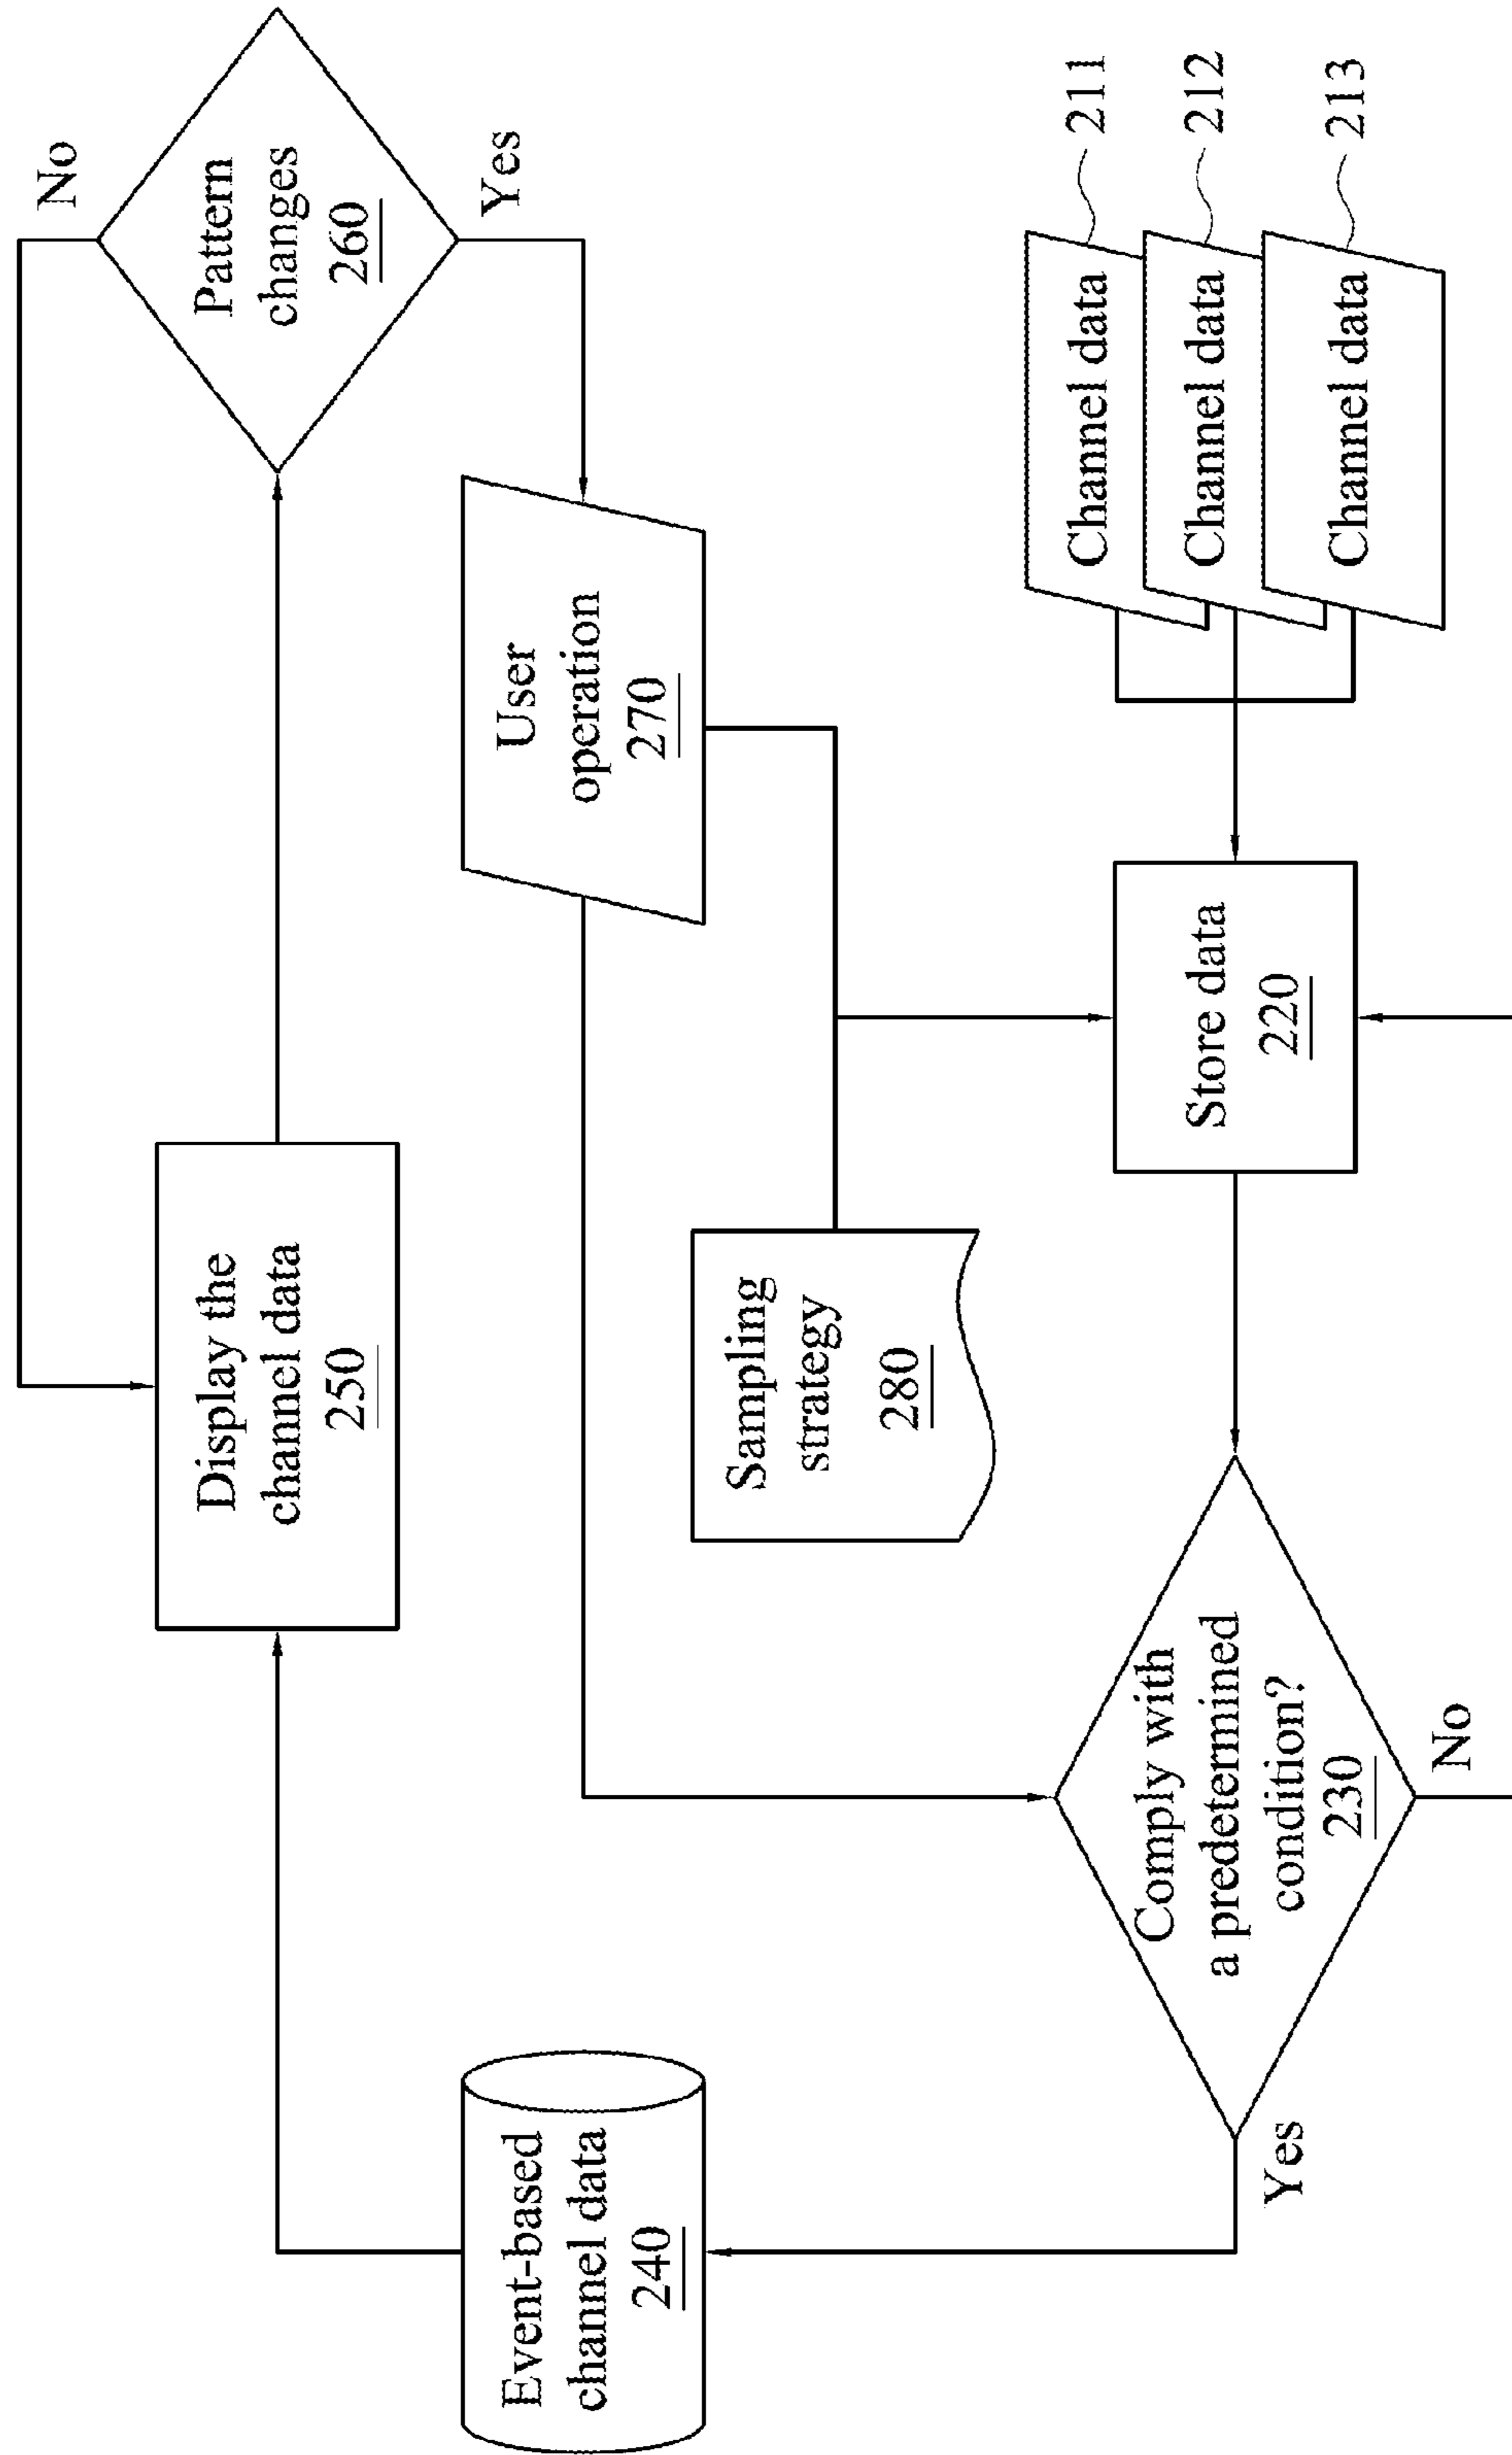 No
Pattern
changes
260
Yes
Display the
channel data
250
User
operation
270
Sampling
strategy
280
Event-based
channel data
240
Channel data
211
Channel data
212
Channel data
213
Store data
220
Comply with
a predetermined
condition?
230
Yes
No